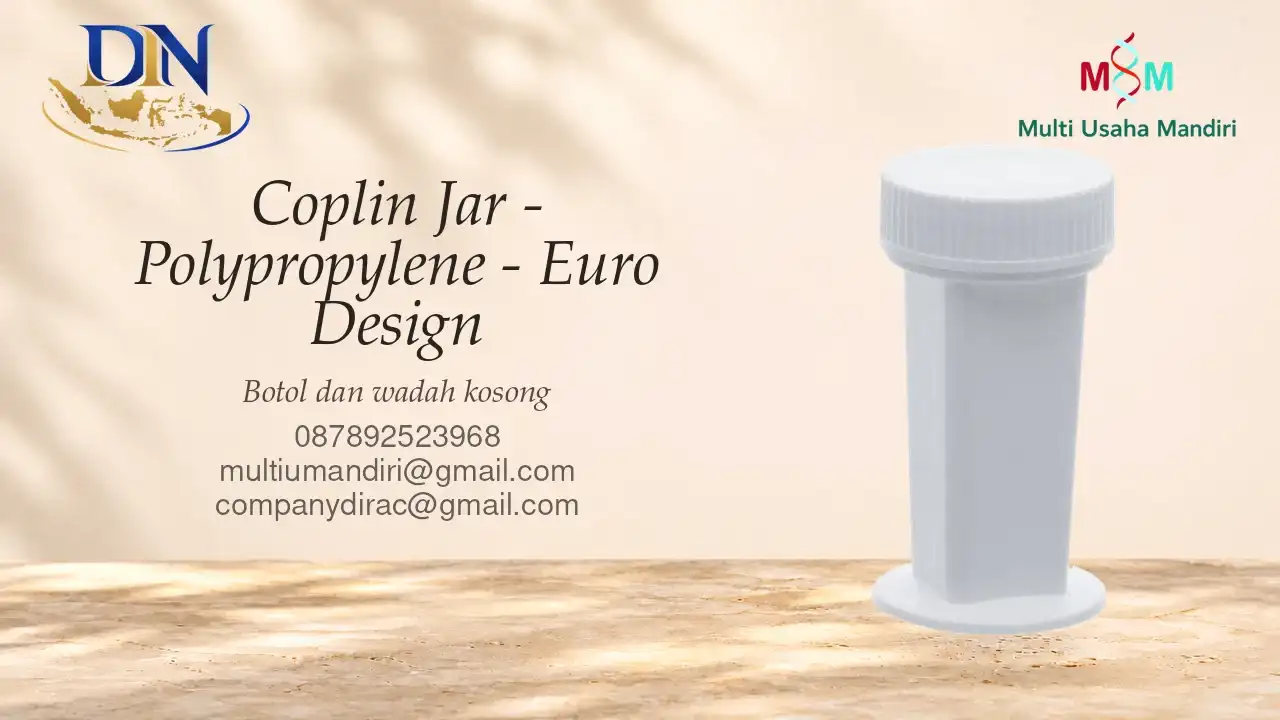 DN
M M
Multi Usaha Mandiri
Coplin Jar -
Polypropylene - Euro
Design
Botol dan wadah kosong
087892523968
multiumandiri@gmail.com
companydirac@gmail.com